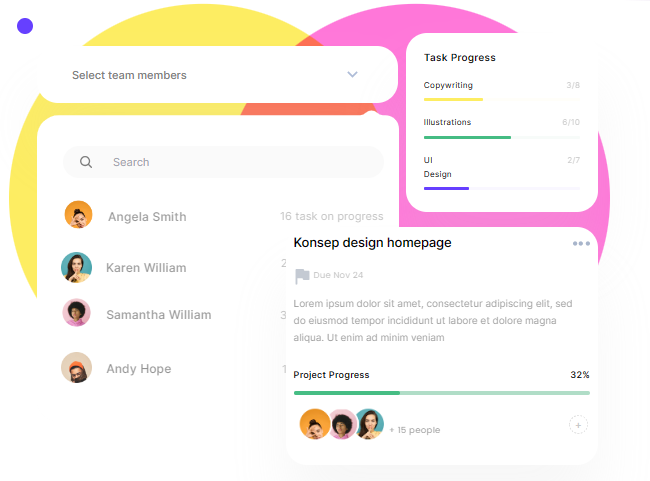 Select team members
Search
Angela Smith 16 task on progress
Karen William 2
Samantha William 3
Andy Hope 1
Task Progress
Copywriting 3/8
Illustrations 6/10
UI 2/7
Design
Konsep design homepage
Due Nov 24
Lorem ipsum dolor sit amet, consectetur adipiscing elit, sed
do eiusmod tempor incididunt ut labore et dolore magna
aliqua. Ut enim ad minim veniam
Project Progress 32%
+ 15 people
+